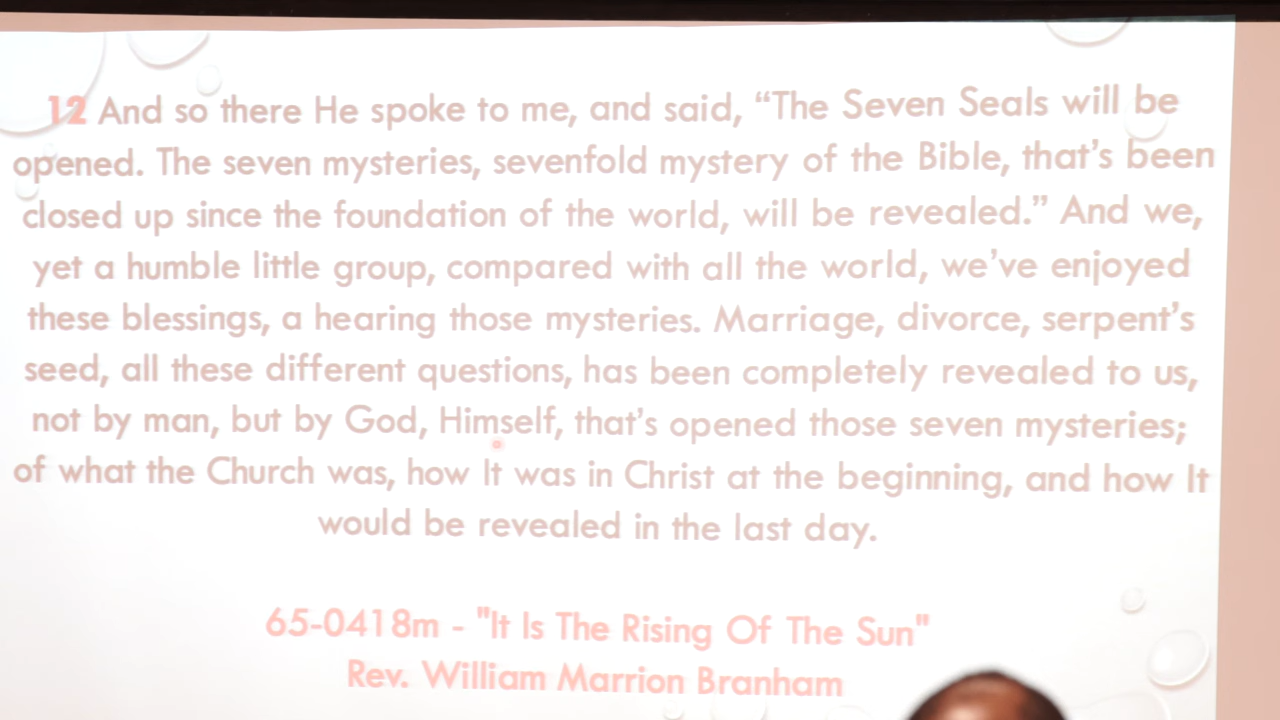 12 And so there He spoke to me, and said, “The Seven Seals will be
opened. The seven mysteries, sevenfold mystery of the Bible, that’s been
closed up since the foundation of the world, will be revealed.” And we,
yet a humble little group, compared with all the world, we’ve enjoyed
these blessings, a hearing those mysteries. Marriage, divorce, serpent’s
seed, all these different questions, has been completely revealed to us,
not by man, but by God, Himself, that’s opened those seven mysteries;
of what the Church was, how It was in Christ at the beginning, and how It
would be revealed in the last day.
65-0418m - "It Is The Rising Of The Sun"
Rev. William Marrion Branham